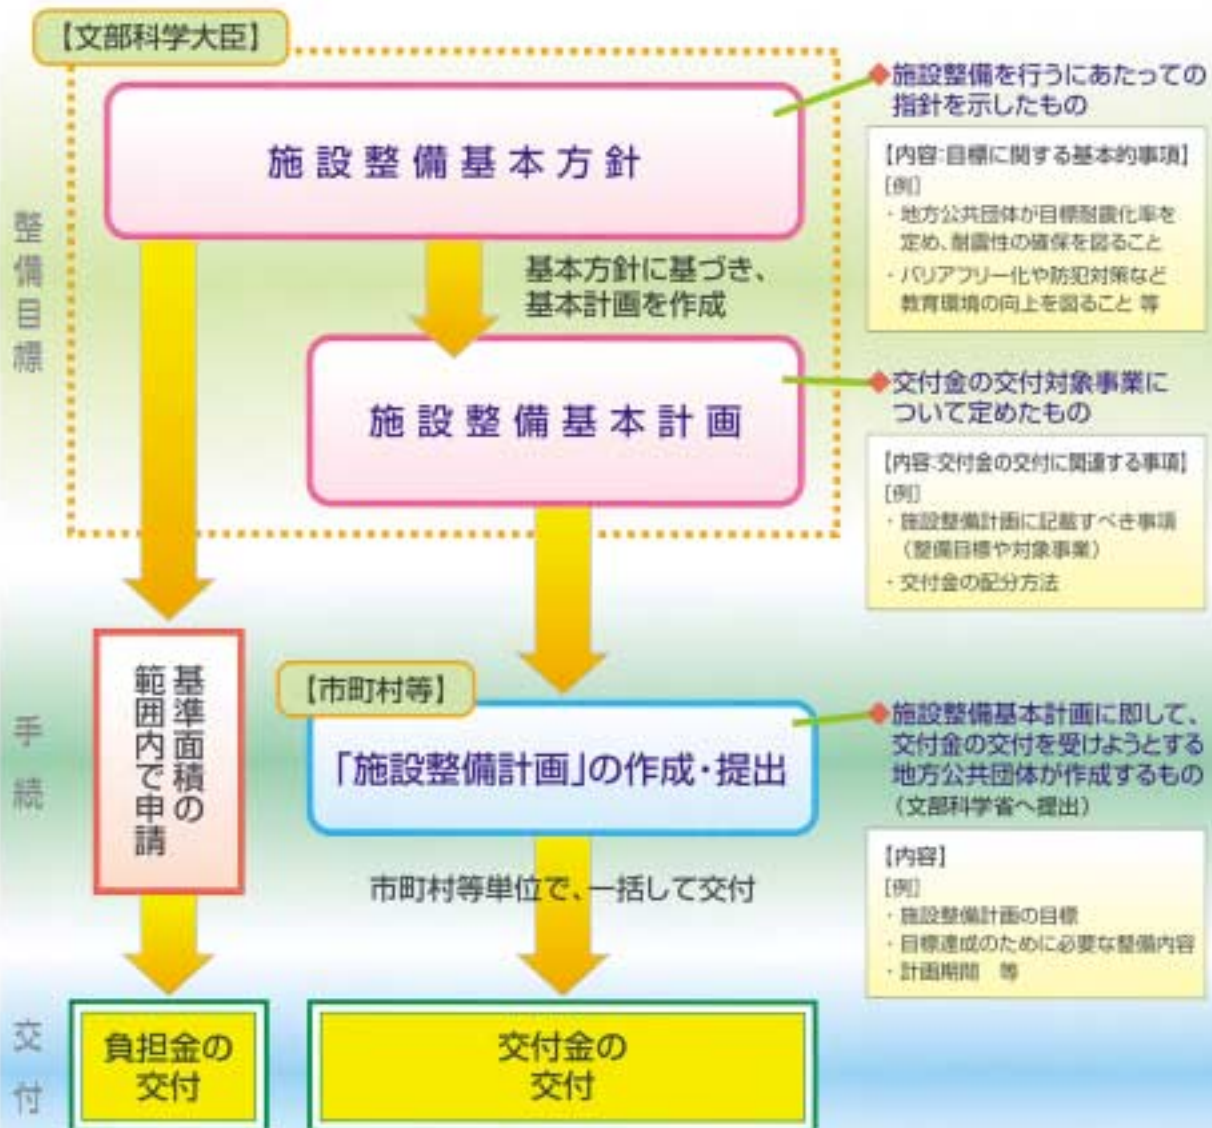 【文部科学大臣】
施設整備基本方針
◆施設整備を行うにあたっての
指針を示したもの
【内容:目標に関する基本的事項】
[例]
・地方公共団体が目標耐震化率を
定め、耐震性の確保を図ること
・バリアフリー化や防犯対策など
教育環境の向上を図ること 等
整備目標
基本方針に基づき、
基本計画を作成
施設整備基本計画
◆交付金の交付対象事業に
ついて定めたもの
【内容:交付金の交付に関連する事項】
[例]
・施設整備計画に記載すべき事項
（整備目標や対象事業）
・交付金の配分方法
手続
基準面積の
範囲内で申請
【市町村等】
「施設整備計画」の作成・提出
◆施設整備基本計画に即して、
交付金の交付を受けようとする
地方公共団体が作成するもの
（文部科学省へ提出）
【内容】
[例]
・施設整備計画の目標
・目標達成のために必要な整備内容
・計画期間 等
市町村等単位で、一括して交付
交付
負担金の
交付
交付金の
交付